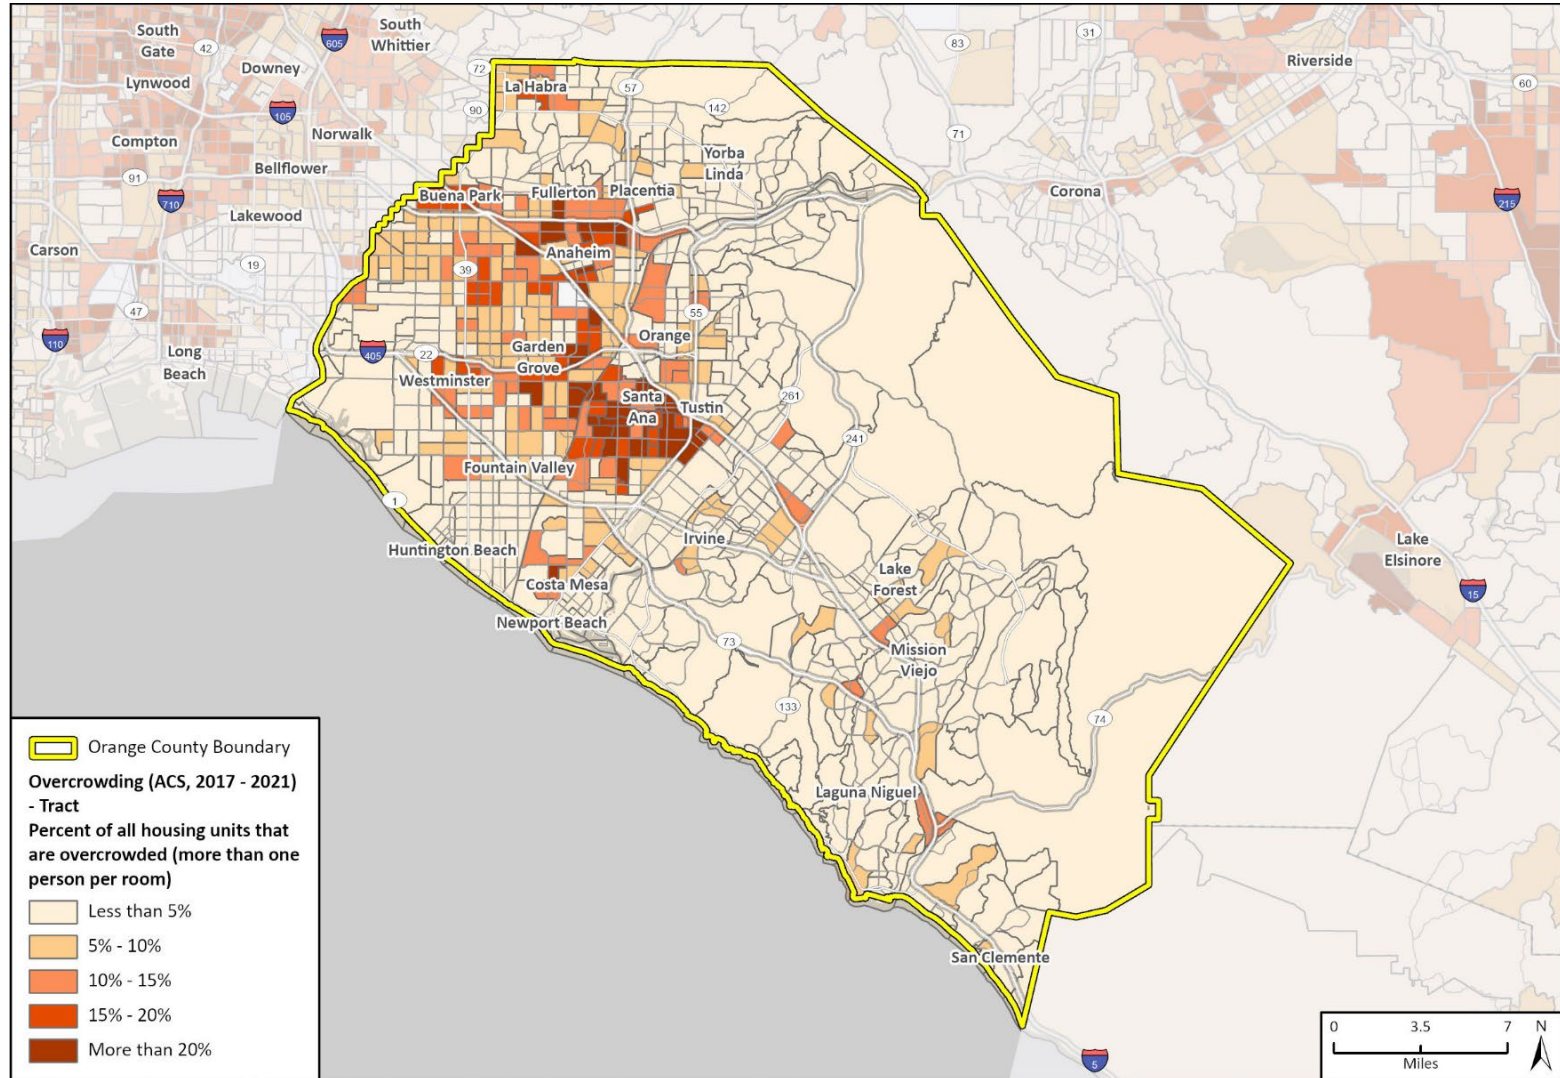 South
Gate
42
605
South
Whittier
83
31
Riverside
Downey
72
La Habra
57
60
Lynwood
90
142
105
Norwalk
71
Compton
Bellflower
Yorba
Linda
91
710
Buena Park
Fullerton
Placentia
Corona
215
Lakewood
Carson
19
39
Anaheim
47
55
110
Long
Beach
405
22
Garden
Grove
Orange
Westminster
Santa
Ana
Tustin
261
241
Fountain Valley
1
Huntington Beach
Irvine
Lake
Elsinore
Lake
Forest
Costa Mesa
15
Newport Beach
73
Mission
Viejo
133
74
Laguna Niguel
San Clemente
5
Orange County Boundary
Overcrowding (ACS, 2017 - 2021)
- Tract
Percent of all housing units that
are overcrowded (more than one
person per room)
Less than 5%
5% - 10%
10% - 15%
15% - 20%
More than 20%
0 3.5 7 N
Miles